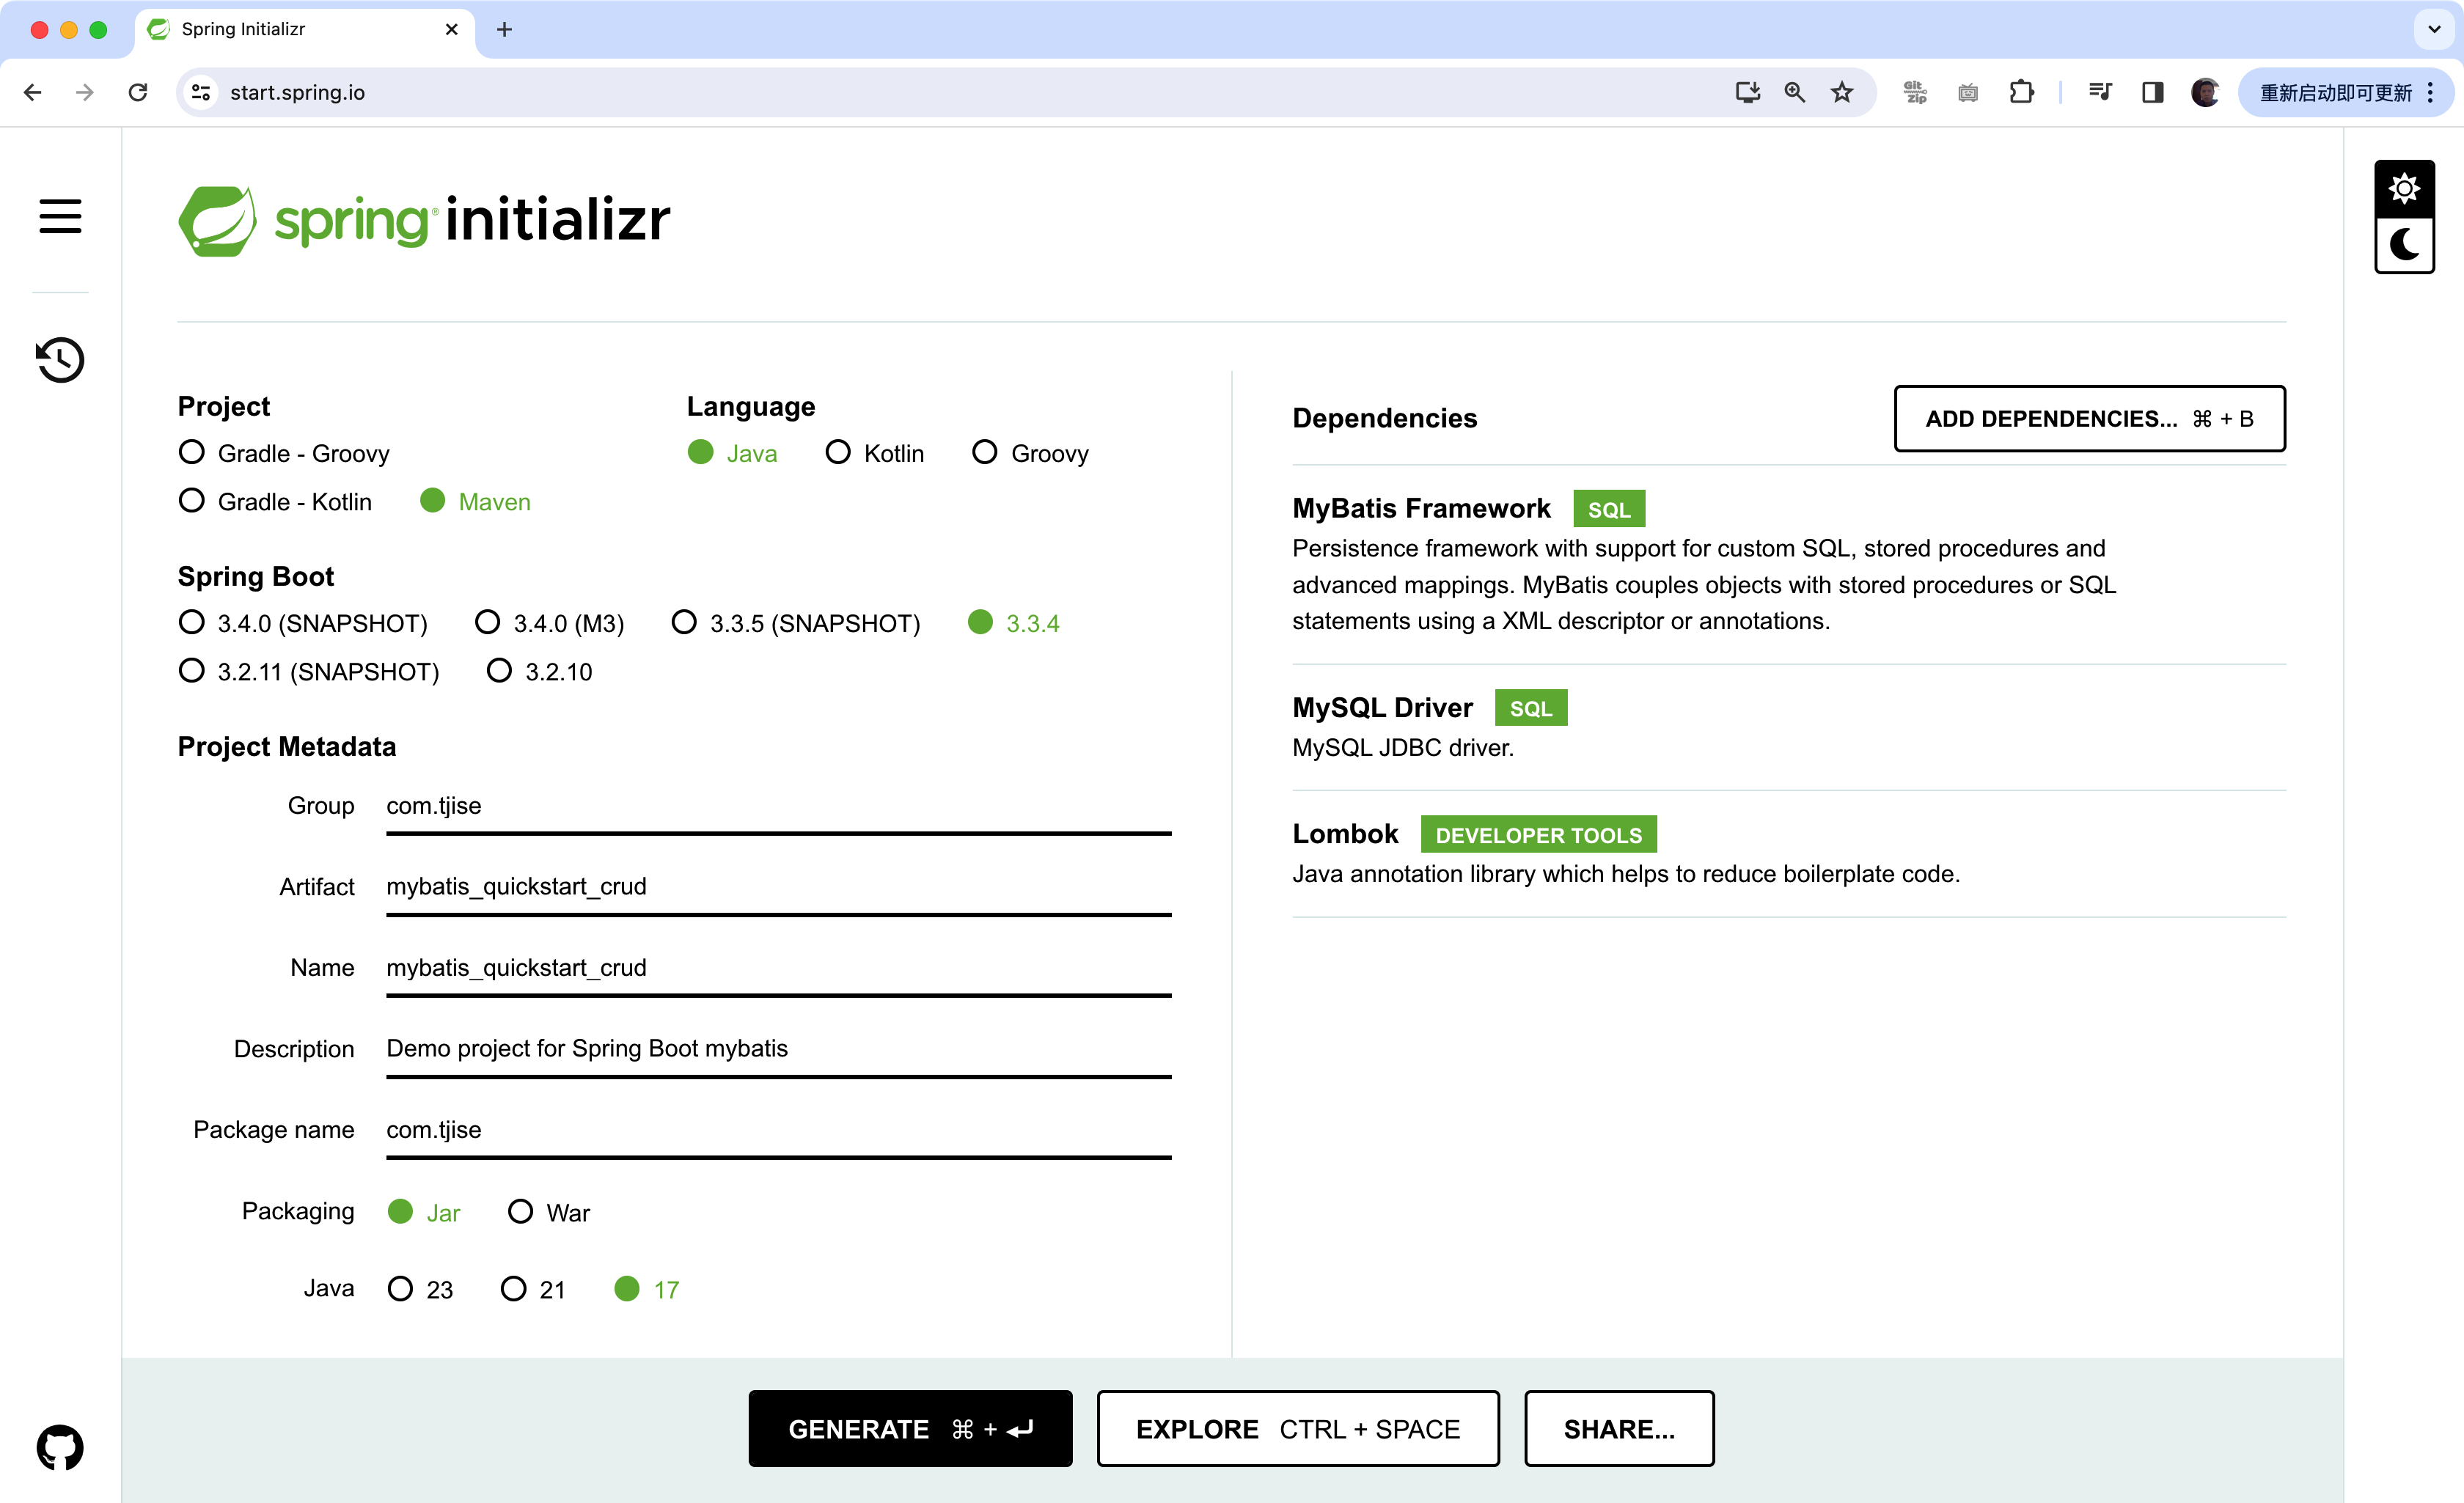 Spring Initializr
start.spring.io
Git zip
重新启动即可更新
spring® initializr
Project
Gradle - Groovy
Gradle - Kotlin
Maven
Language
Java
Kotlin
Groovy
Spring Boot
3.4.0 (SNAPSHOT)
3.4.0 (M3)
3.3.5 (SNAPSHOT)
3.3.4
3.2.11 (SNAPSHOT)
3.2.10
Project Metadata
Group com.tjise
Artifact mybatis_quickstart_crud
Name mybatis_quickstart_crud
Description Demo project for Spring Boot mybatis
Package name com.tjise
Packaging Jar War
Java 23 21 17
Dependencies
ADD DEPENDENCIES... ⌘ + B
MyBatis Framework SQL
Persistence framework with support for custom SQL, stored procedures and
advanced mappings. MyBatis couples objects with stored procedures or SQL
statements using a XML descriptor or annotations.
MySQL Driver SQL
MySQL JDBC driver.
Lombok DEVELOPER TOOLS
Java annotation library which helps to reduce boilerplate code.
GENERATE ⌘ + ↵
EXPLORE CTRL + SPACE
SHARE...